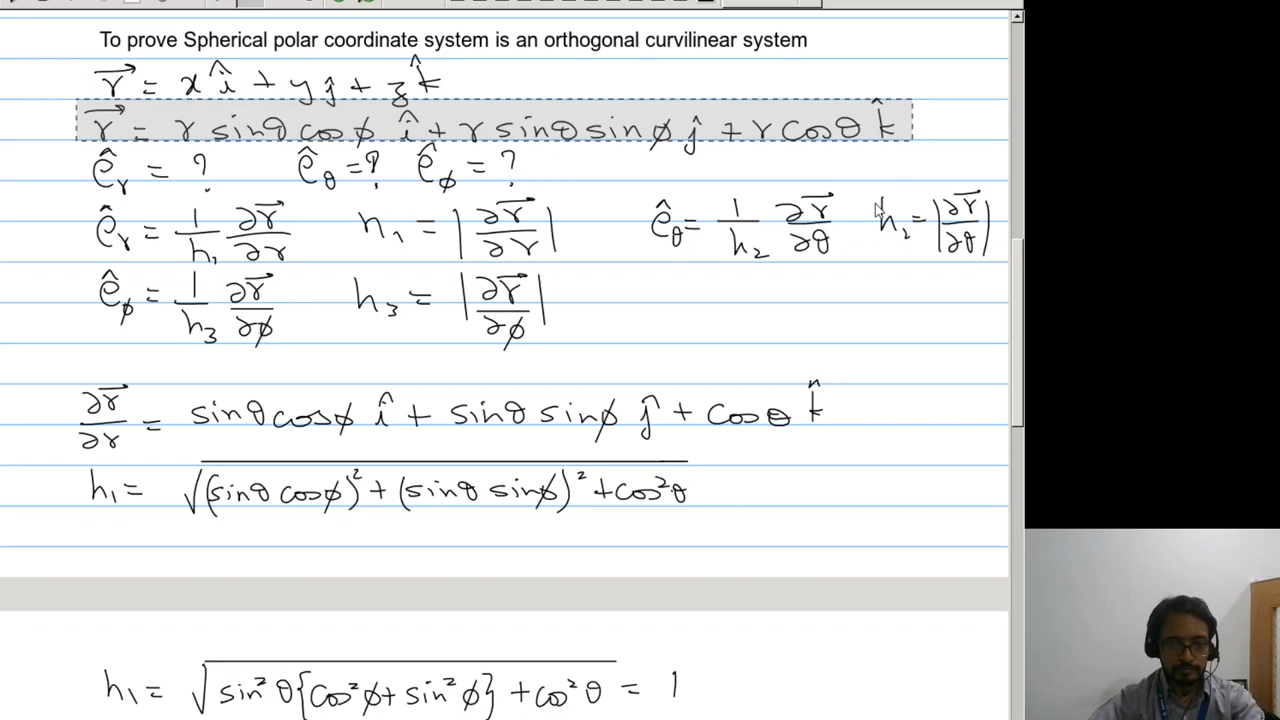 To prove Spherical polar coordinate system is an orthogonal curvilinear system
r⃗ = x î + y ĵ + z k̂
r⃗ = r sinθ cosϕ î + r sinθ sinϕ ĵ + r cosθ k̂
ê_r = ? ê_θ = ? ê_ϕ = ?
ê_r = 1/h₁ ∂r⃗/∂r h₁ = |∂r⃗/∂r| ê_θ = 1/h₂ ∂r⃗/∂θ h₂ = |∂r⃗/∂θ|
ê_ϕ = 1/h₃ ∂r⃗/∂ϕ h₃ = |∂r⃗/∂ϕ|
∂r⃗/∂r = sinθ cosϕ î + sinθ sinϕ ĵ + cosθ k̂
h₁ = √((sinθ cosϕ)² + (sinθ sinϕ)² + cos²θ)
h₁ = √(sin²θ{cos²ϕ + sin²ϕ} + cos²θ) = 1